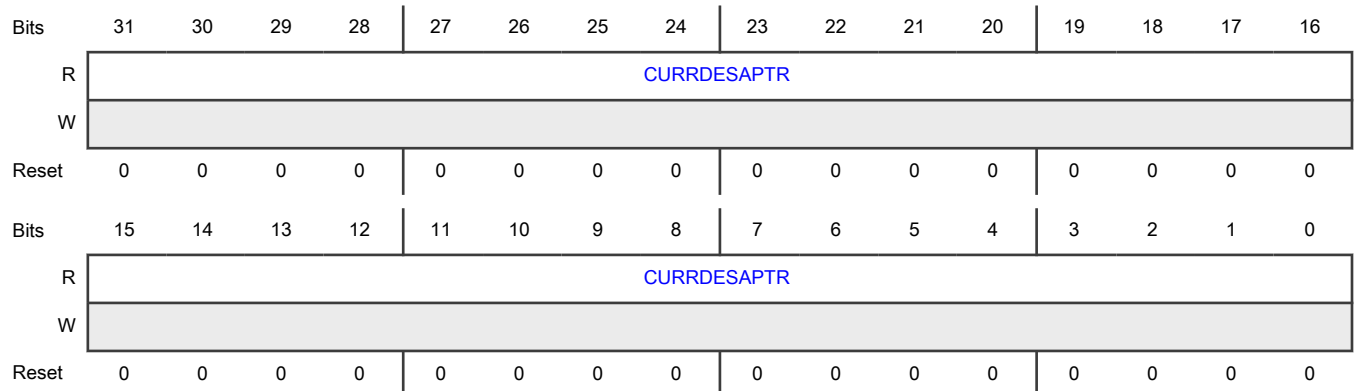 Bits 31 30 29 28 27 26 25 24 23 22 21 20 19 18 17 16
R CURRDESAPTR
W
Reset 0 0 0 0 0 0 0 0 0 0 0 0 0 0 0 0
Bits 15 14 13 12 11 10 9 8 7 6 5 4 3 2 1 0
R CURRDESAPTR
W
Reset 0 0 0 0 0 0 0 0 0 0 0 0 0 0 0 0